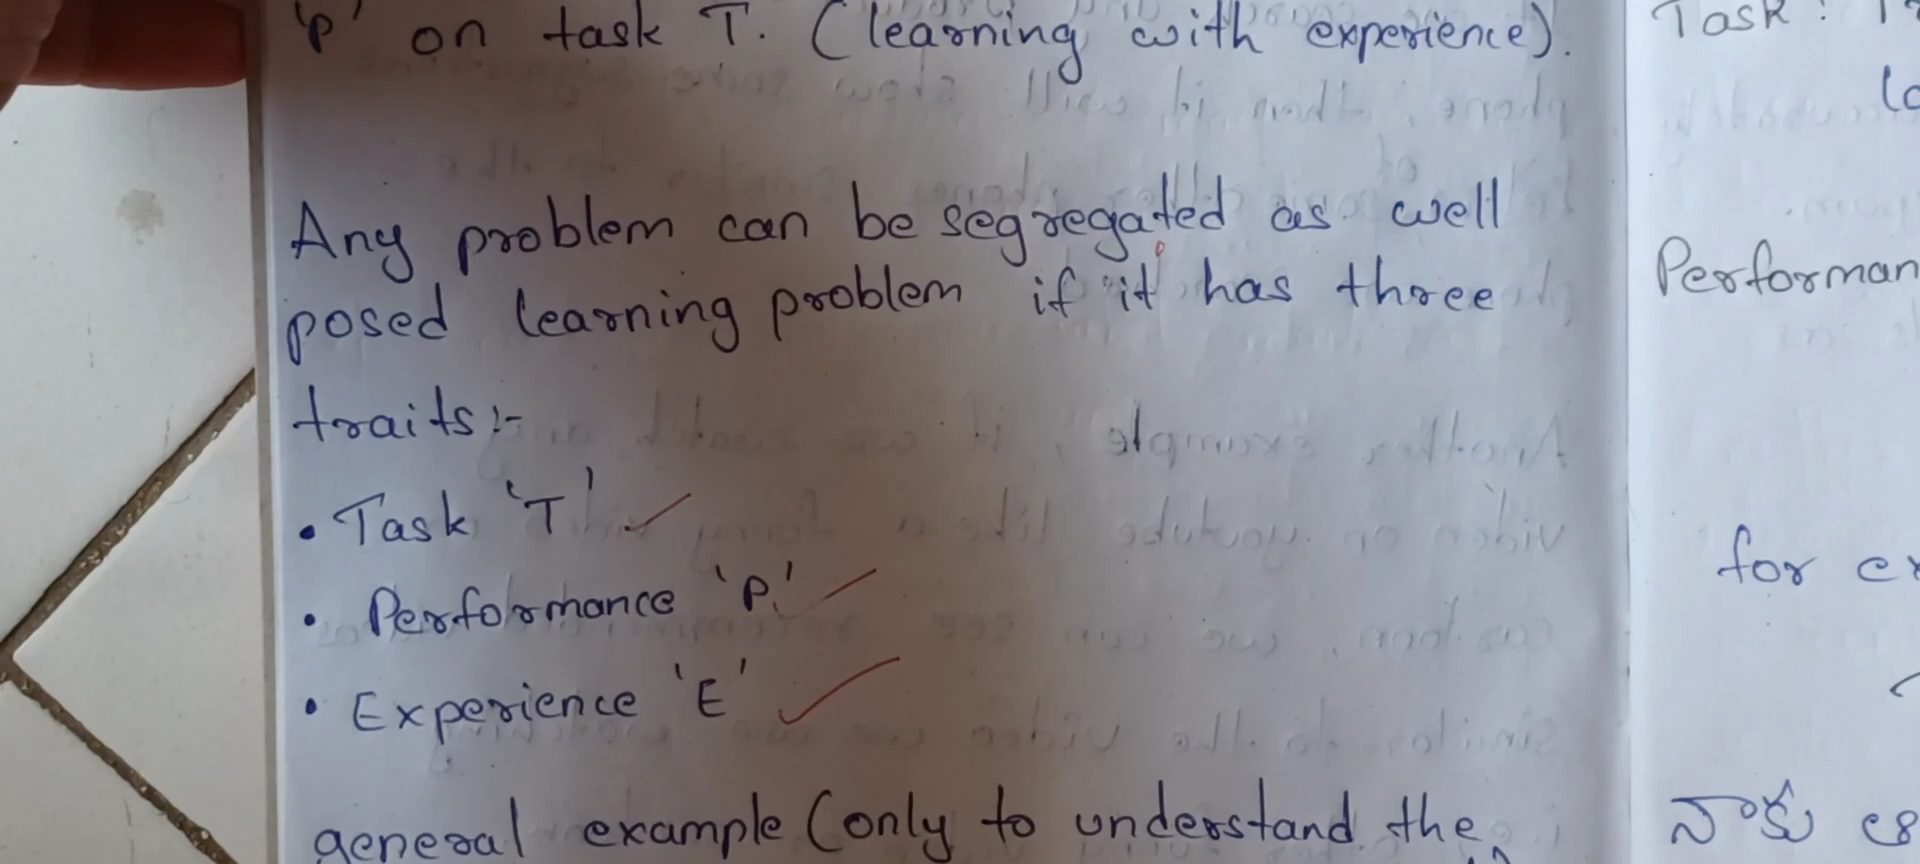 'P' on task T. (learning with experience).
Any problem can be segregated as well
posed learning problem if it has three
traits :-
• Task 'T'
• Performance 'P'
• Experience 'E'
general example (only to understand the
Task :
Performan
for ex
నాకు